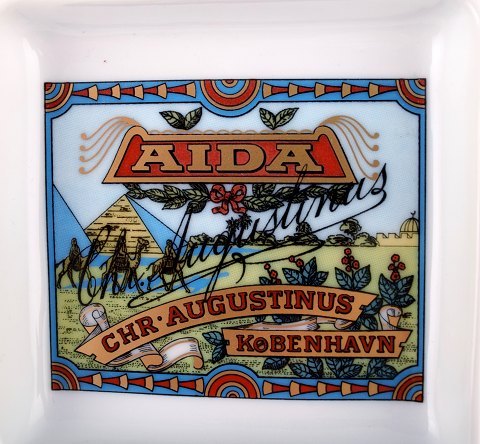 AIDA
Chr. Augustinus
CHR · AUGUSTINUS
KØBENHAVN